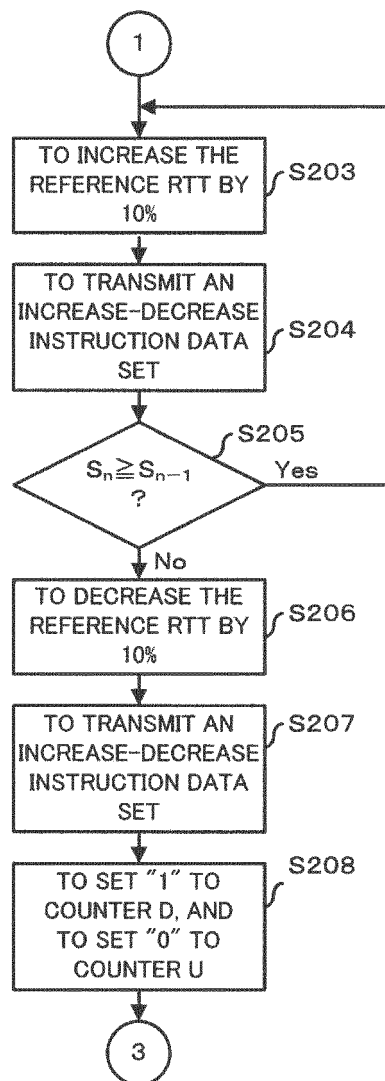 1
TO INCREASE THE
REFERENCE RTT BY
10%
S203
TO TRANSMIT AN
INCREASE-DECREASE
INSTRUCTION DATA
SET
S204
S205
Sₙ≧Sₙ₋₁
?
Yes
No
TO DECREASE THE
REFERENCE RTT BY
10%
S206
TO TRANSMIT AN
INCREASE-DECREASE
INSTRUCTION DATA
SET
S207
TO SET "1" TO
COUNTER D, AND
TO SET "0" TO
COUNTER U
S208
3